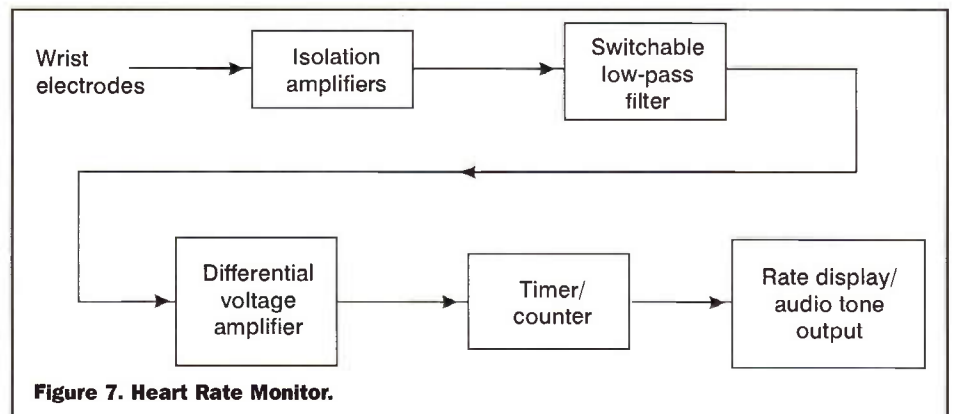 Wrist
electrodes
Isolation
amplifiers
Switchable
low-pass
filter
Differential
voltage
amplifier
Timer/
counter
Rate display/
audio tone
output
Figure 7. Heart Rate Monitor.